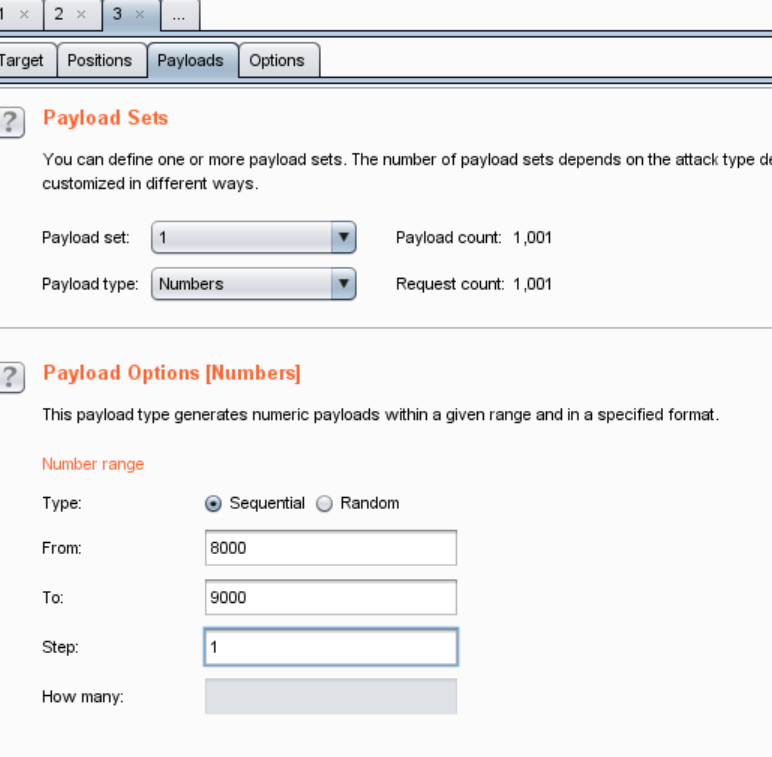 1 × 2 × 3 × ...
Target Positions Payloads Options
? Payload Sets
You can define one or more payload sets. The number of payload sets depends on the attack type
customized in different ways.
Payload set: 1 Payload count: 1,001
Payload type: Numbers Request count: 1,001
? Payload Options [Numbers]
This payload type generates numeric payloads within a given range and in a specified format.
Number range
Type: Sequential Random
From: 8000
To: 9000
Step: 1
How many: